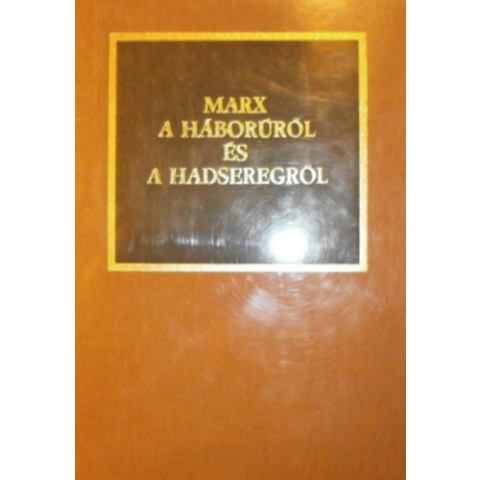 MARX
A HÁBORÚRÓL
ÉS
A HADSEREGRŐL